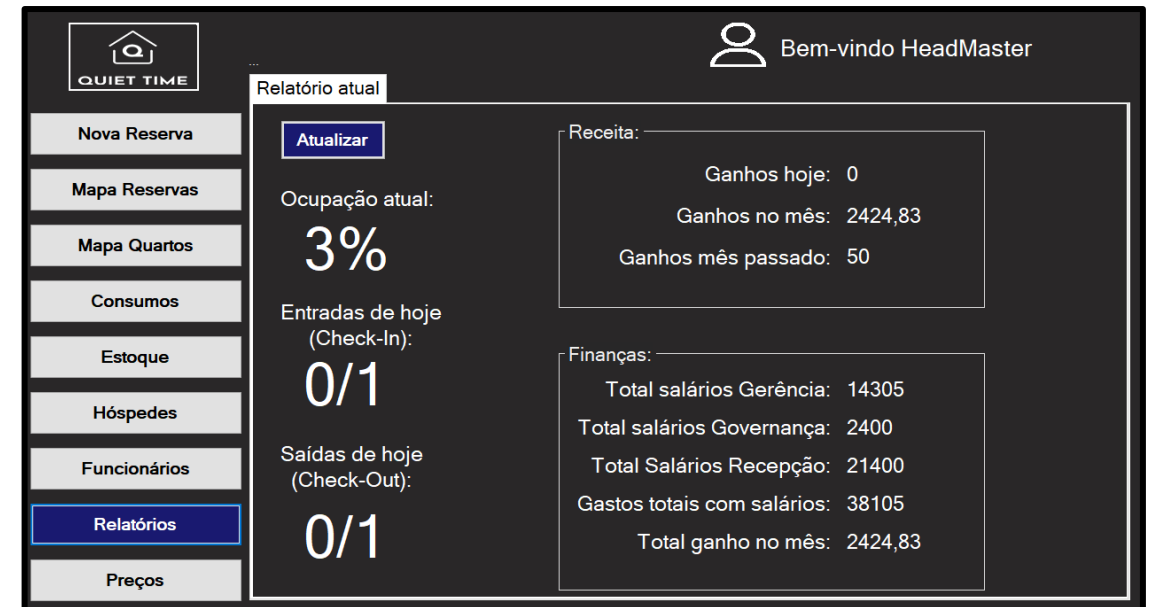 Q
QUIET TIME
Bem-vindo HeadMaster
...
Relatório atual
Nova Reserva
Mapa Reservas
Mapa Quartos
Consumos
Estoque
Hóspedes
Funcionários
Relatórios
Preços
Atualizar
Ocupação atual:
3%
Entradas de hoje
(Check-In):
0/1
Saídas de hoje
(Check-Out):
0/1
Receita:
Ganhos hoje: 0
Ganhos no mês: 2424,83
Ganhos mês passado: 50
Finanças:
Total salários Gerência: 14305
Total salários Governança: 2400
Total Salários Recepção: 21400
Gastos totais com salários: 38105
Total ganho no mês: 2424,83